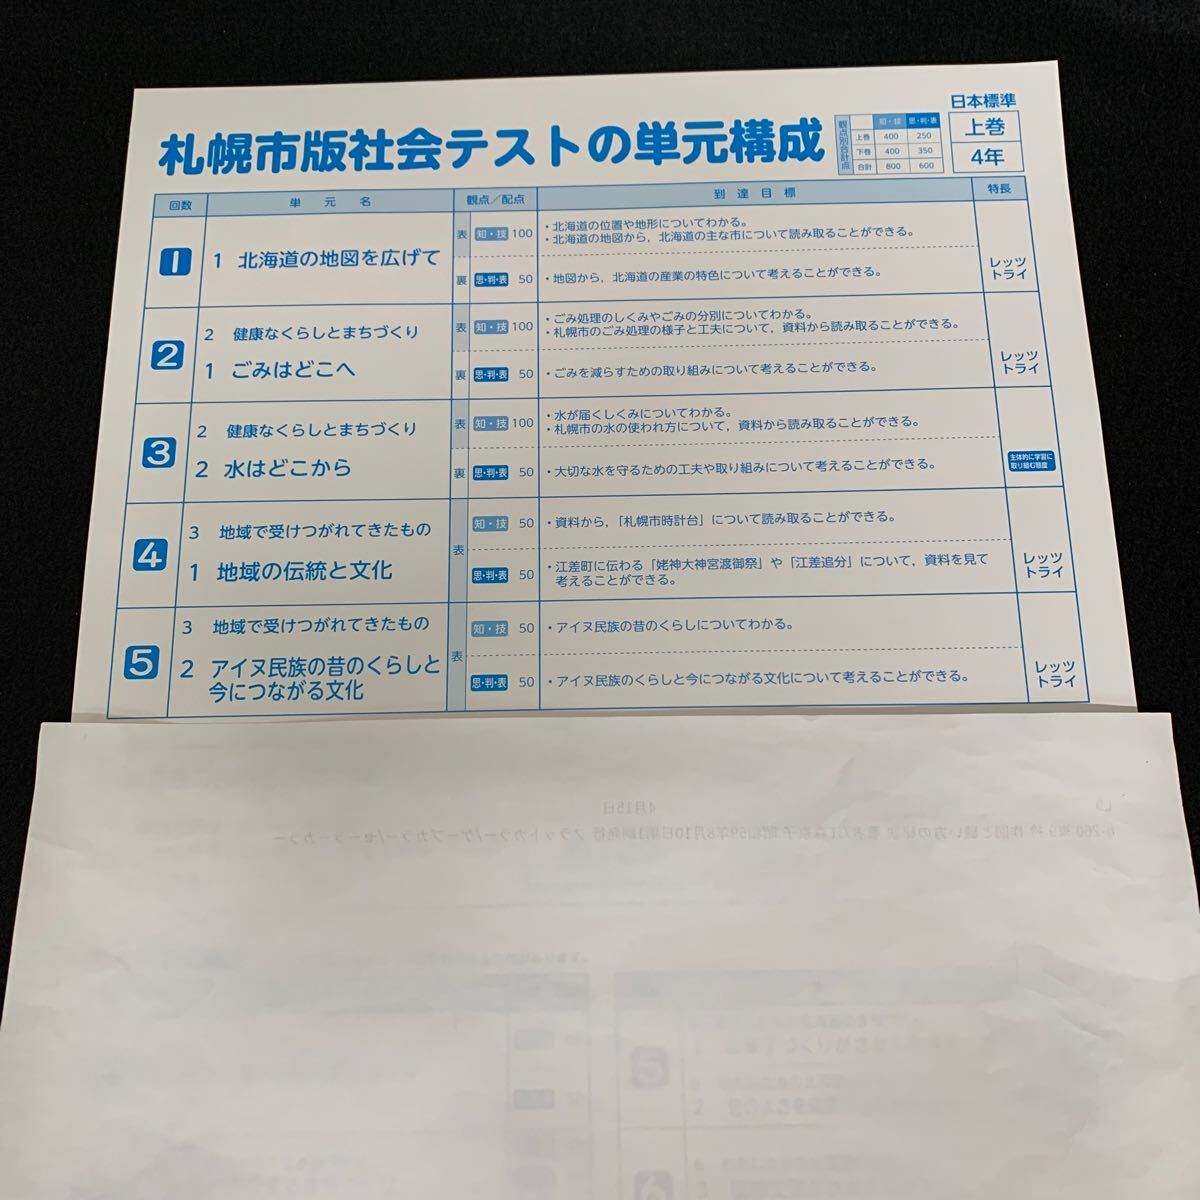 日本標準
札幌市版社会テストの単元構成
観点別合計点
知・技 思・判・表
上巻 400 250
下巻 400 350
合計 800 600
上巻
4年
回数 単元名 観点／配点 到達目標 特長
1
1 北海道の地図を広げて
表 知・技 100
・北海道の位置や地形についてわかる。
・北海道の地図から，北海道の主な市について読み取ることができる。
裏 思・判・表 50
・地図から，北海道の産業の特色について考えることができる。
レッツ
トライ
2
2 健康なくらしとまちづくり
1 ごみはどこへ
表 知・技 100
・ごみ処理のしくみやごみの分別についてわかる。
・札幌市のごみ処理の様子と工夫について，資料から読み取ることができる。
裏 思・判・表 50
・ごみを減らすための取り組みについて考えることができる。
レッツ
トライ
3
2 健康なくらしとまちづくり
2 水はどこから
表 知・技 100
・水が届くしくみについてわかる。
・札幌市の水の使われ方について，資料から読み取ることができる。
裏 思・判・表 50
・大切な水を守るための工夫や取り組みについて考えることができる。
主体的に学習に
取り組む態度
4
3 地域で受けつがれてきたもの
1 地域の伝統と文化
表
知・技 50
・資料から，「札幌市時計台」について読み取ることができる。
思・判・表 50
・江差町に伝わる「姥神大神宮渡御祭」や「江差追分」について，資料を見て
考えることができる。
レッツ
トライ
5
3 地域で受けつがれてきたもの
2 アイヌ民族の昔のくらしと
今につながる文化
表
知・技 50
・アイヌ民族の昔のくらしについてわかる。
思・判・表 50
・アイヌ民族のくらしと今につながる文化について考えることができる。
レッツ
トライ
4月15日